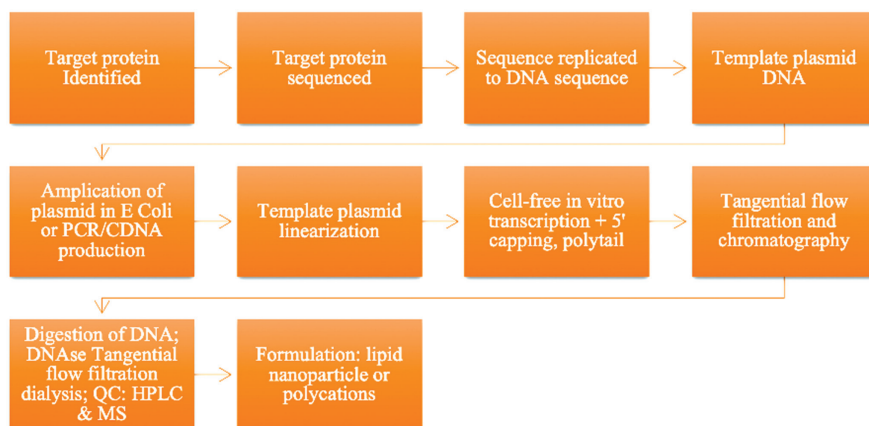 Target protein
Identified
Target protein
sequenced
Sequence replicated
to DNA sequence
Template plasmid
DNA
Amplication of
plasmid in E Coli
or PCR/CDNA
production
Template plasmid
linearization
Cell-free in vitro
transcription + 5'
capping, polytail
Tangential flow
filtration and
chromatography
Digestion of DNA;
DNAse Tangential
flow filtration
dialysis; QC: HPLC
& MS
Formulation: lipid
nanoparticle or
polycations